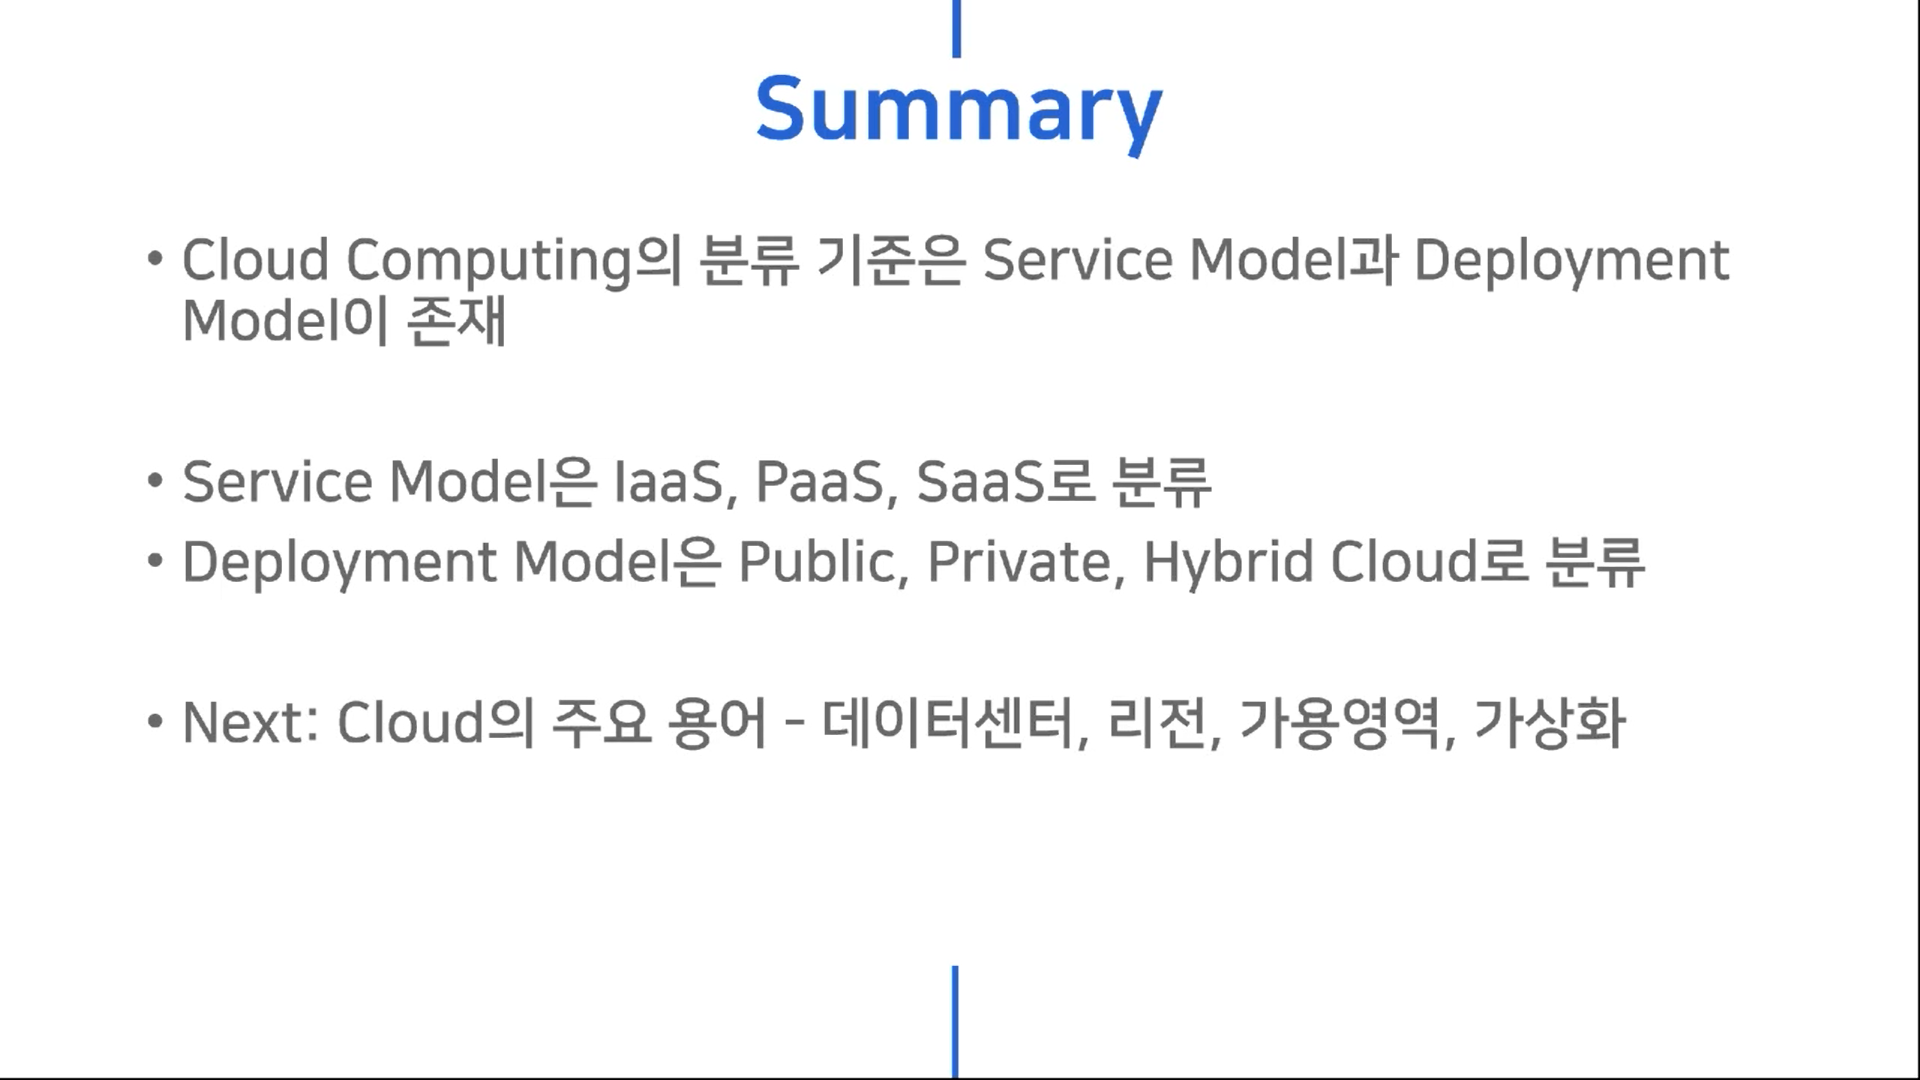 Summary
• Cloud Computing의 분류 기준은 Service Model과 Deployment
Model이 존재
• Service Model은 IaaS, PaaS, SaaS로 분류
• Deployment Model은 Public, Private, Hybrid Cloud로 분류
• Next: Cloud의 주요 용어 - 데이터센터, 리전, 가용영역, 가상화